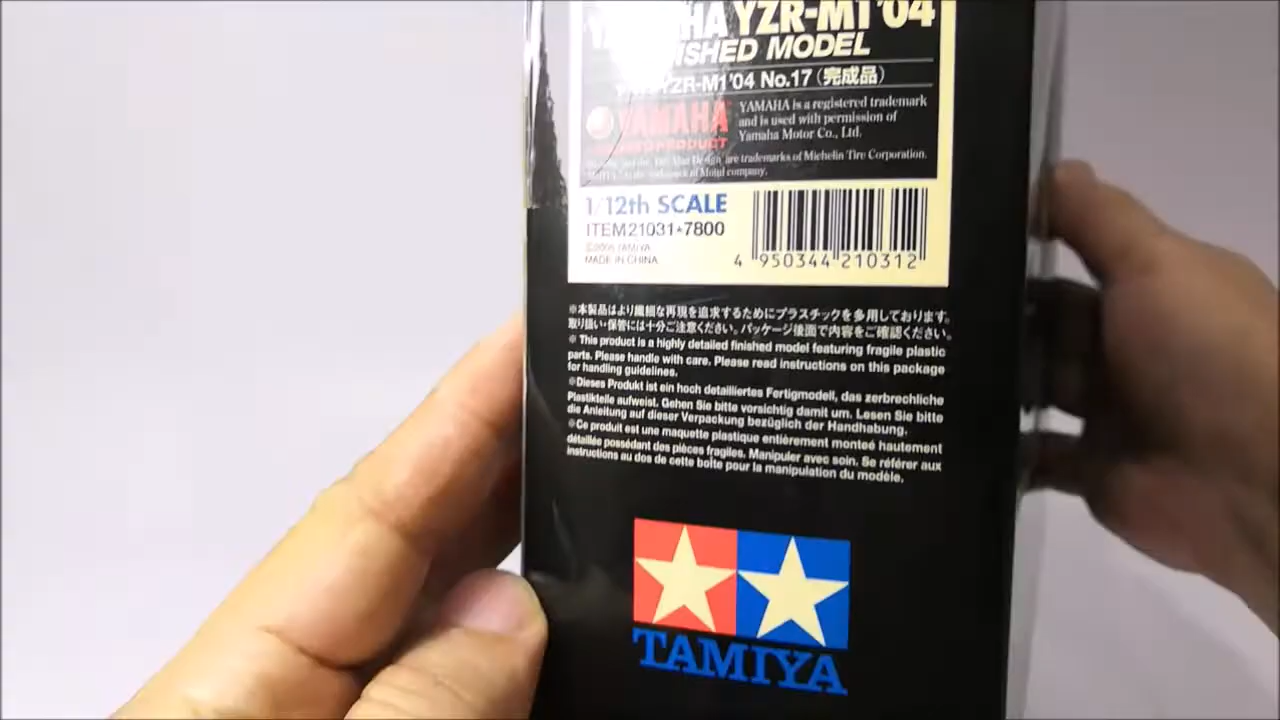 YZR-M1'04
MODEL
YZR-M1'04 No.17 (完成品)
YAMAHA
PRODUCT
YAMAHA is a registered trademark
and is used with permission of
Yamaha Motor Co., Ltd.
are trademarks of Michelin Tire Corporation.
of Motul company.
1/12th SCALE
ITEM 21031★7800
TAMIYA
MADE IN CHINA
4 950344 210312
※本製品はより繊細な再現を追求するためにプラスチックを多用しております。
取り扱い・保管には十分ご注意ください。パッケージ後面で内容をご確認ください。
※ This product is a highly detailed finished model featuring fragile plastic
parts. Please handle with care. Please read instructions on this package
for handling guidelines.
※Dieses Produkt ist ein hoch detailliertes Fertigmodell, das zerbrechliche
Plastikteile aufweist. Gehen Sie bitte vorsichtig damit um. Lesen Sie bitte
die Anleitung auf dieser Verpackung bezüglich der Handhabung.
※Ce produit est une maquette plastique entièrement monteé hautement
détaillée possédant des pièces fragiles. Manipuler avec soin. Se référer aux
instructions au dos de cette boîte pour la manipulation du modèle.
TAMIYA